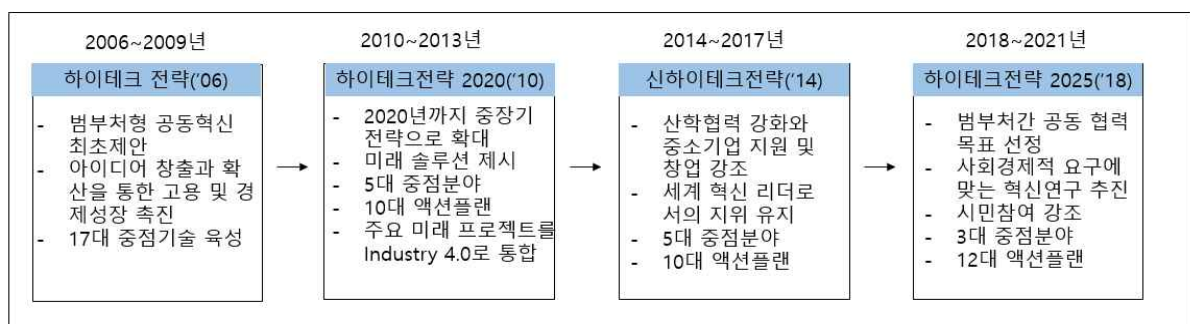 2006~2009년
하이테크 전략('06)
- 범부처형 공동혁신
최초제안
- 아이디어 창출과 확
산을 통한 고용 및 경
제성장 촉진
- 17대 중점기술 육성
2010~2013년
하이테크전략 2020('10)
- 2020년까지 중장기
전략으로 확대
- 미래 솔루션 제시
- 5대 중점분야
- 10대 액션플랜
- 주요 미래 프로젝트를
Industry 4.0로 통합
2014~2017년
신하이테크전략('14)
- 산학협력 강화와
중소기업 지원 및
창업 강조
- 세계 혁신 리더로
서의 지위 유지
- 5대 중점분야
- 10대 액션플랜
2018~2021년
하이테크전략 2025('18)
- 범부처간 공동 협력
목표 선정
- 사회경제적 요구에
맞는 혁신연구 추진
- 시민참여 강조
- 3대 중점분야
- 12대 액션플랜